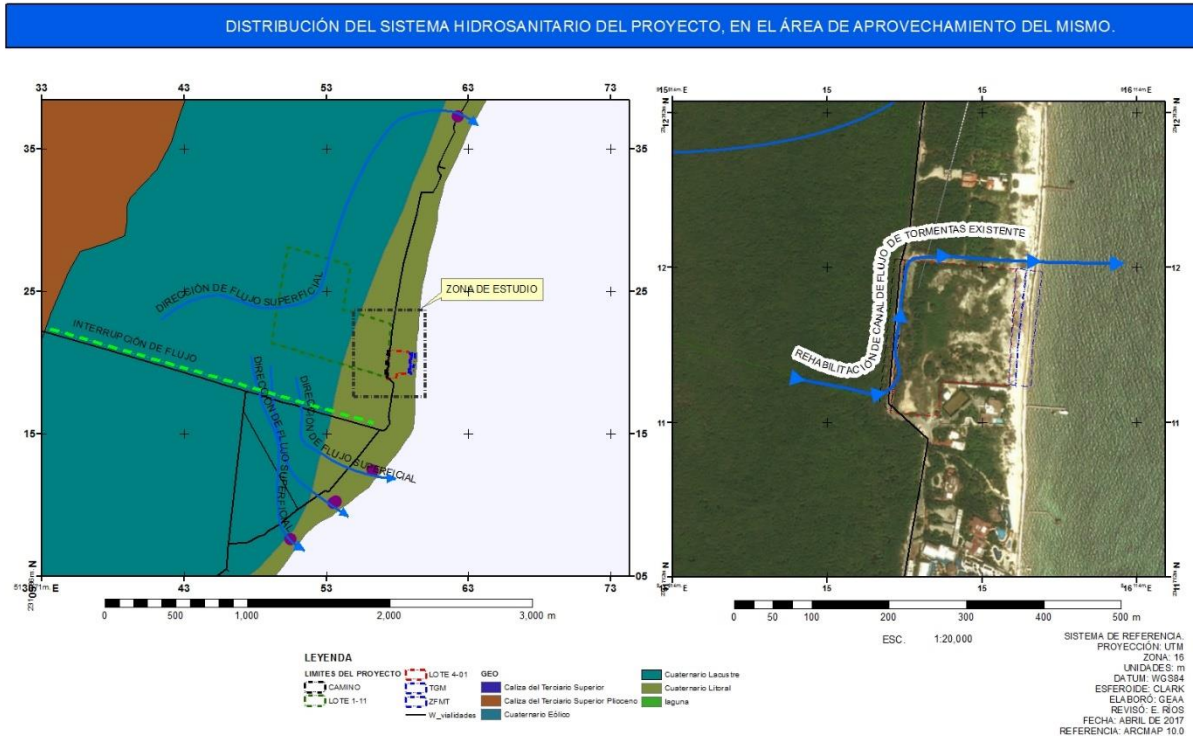 DISTRIBUCIÓN DEL SISTEMA HIDROSANITARIO DEL PROYECTO, EN EL ÁREA DE APROVECHAMIENTO DEL MISMO.
33 43 53 63 73
35 35
25 25
15 15
05
43 53 63 73
DIRECCIÓN DE FLUJO SUPERFICIAL
ZONA DE ESTUDIO
INTERRUPCIÓN DE FLUJO
DIRECCIÓN DE FLUJO SUPERFICIAL
DIRECCIÓN DE FLUJO SUPERFICIAL
0 500 1,000 2,000 3,000 m
15 15
12 12
11 11
15 15
REHABILITACIÓN DE CANAL DE FLUJO DE TORMENTAS EXISTENTE
0 50 100 200 300 400 500 m
ESC. 1:20,000
LEYENDA
LIMITES DEL PROYECTO
CAMINO
LOTE 1-11
LOTE 4-01
TGM
ZFMT
W_vialidades
GEO
Caliza del Terciario Superior
Caliza del Terciario Superior Plioceno
Cuaternario Eólico
Cuaternario Lacustre
Cuaternario Litoral
laguna
SISTEMA DE REFERENCIA.
PROYECCIÓN: UTM
ZONA: 16
UNIDADES: m
DATUM: WGS84
ESFEROIDE: CLARK
ELABORÓ: GEAA
REVISÓ: E. RÍOS
FECHA: ABRIL DE 2017
REFERENCIA: ARCMAP 10.0